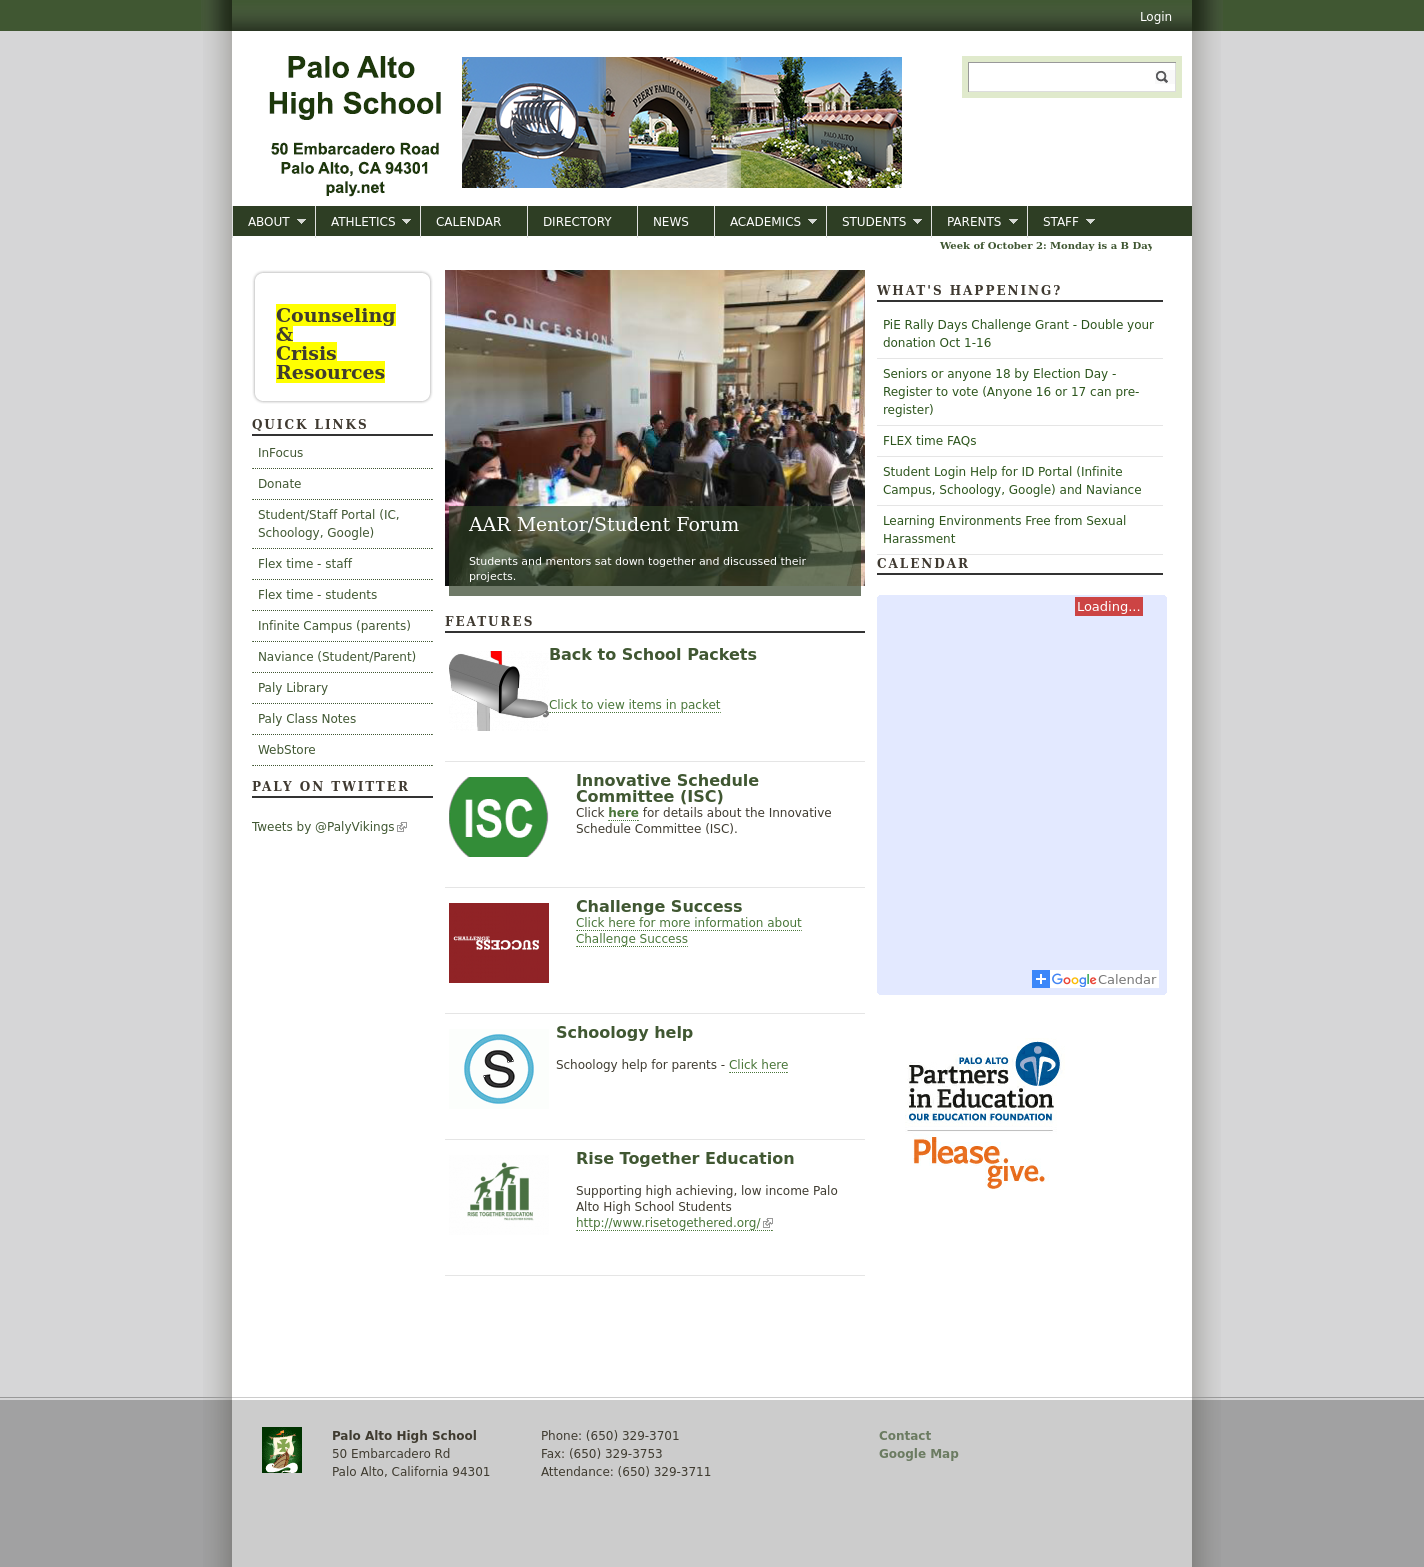 Login
Palo Alto
High School
50 Embarcadero Road
Palo Alto, CA 94301
paly.net
PEERY FAMILY CENTER
PALO ALTO
HIGH SCHOOL
ABOUT
ATHLETICS
CALENDAR
DIRECTORY
NEWS
ACADEMICS
STUDENTS
PARENTS
STAFF
Week of October 2: Monday is a B Day
Counseling
&
Crisis
Resources
QUICK LINKS
InFocus
Donate
Student/Staff Portal (IC,
Schoology, Google)
Flex time - staff
Flex time - students
Infinite Campus (parents)
Naviance (Student/Parent)
Paly Library
Paly Class Notes
WebStore
PALY ON TWITTER
Tweets by @PalyVikings
CONCESSIONS
AAR Mentor/Student Forum
Students and mentors sat down together and discussed their
projects.
FEATURES
Back to School Packets
Click to view items in packet
ISC
Innovative Schedule
Committee (ISC)
Click here for details about the Innovative
Schedule Committee (ISC).
CHALLENGE
SUCCESS
Challenge Success
Click here for more information about
Challenge Success
S
Schoology help
Schoology help for parents - Click here
RISE TOGETHER EDUCATION
Rise Together Education
Supporting high achieving, low income Palo
Alto High School Students
http://www.risetogethered.org/
WHAT'S HAPPENING?
PiE Rally Days Challenge Grant - Double your
donation Oct 1-16
Seniors or anyone 18 by Election Day -
Register to vote (Anyone 16 or 17 can pre-
register)
FLEX time FAQs
Student Login Help for ID Portal (Infinite
Campus, Schoology, Google) and Naviance
Learning Environments Free from Sexual
Harassment
CALENDAR
Loading...
Google Calendar
PALO ALTO
Partners
in Education
OUR EDUCATION FOUNDATION
Please
give.
Palo Alto High School
50 Embarcadero Rd
Palo Alto, California 94301
Phone: (650) 329-3701
Fax: (650) 329-3753
Attendance: (650) 329-3711
Contact
Google Map